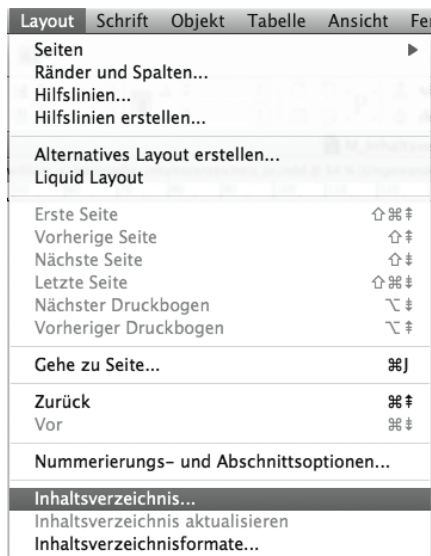 Layout Schrift Objekt Tabelle Ansicht Fe
Seiten ▶
Ränder und Spalten...
Hilfslinien...
Hilfslinien erstellen...
Alternatives Layout erstellen...
Liquid Layout
Erste Seite ⇧⌘⇞
Vorherige Seite ⇧⇞
Nächste Seite ⇧⇟
Letzte Seite ⇧⌘⇟
Nächster Druckbogen ⌥⇟
Vorheriger Druckbogen ⌥⇞
Gehe zu Seite... ⌘J
Zurück ⌘⇞
Vor ⌘⇟
Nummerierungs- und Abschnittsoptionen...
Inhaltsverzeichnis...
Inhaltsverzeichnis aktualisieren
Inhaltsverzeichnisformate...